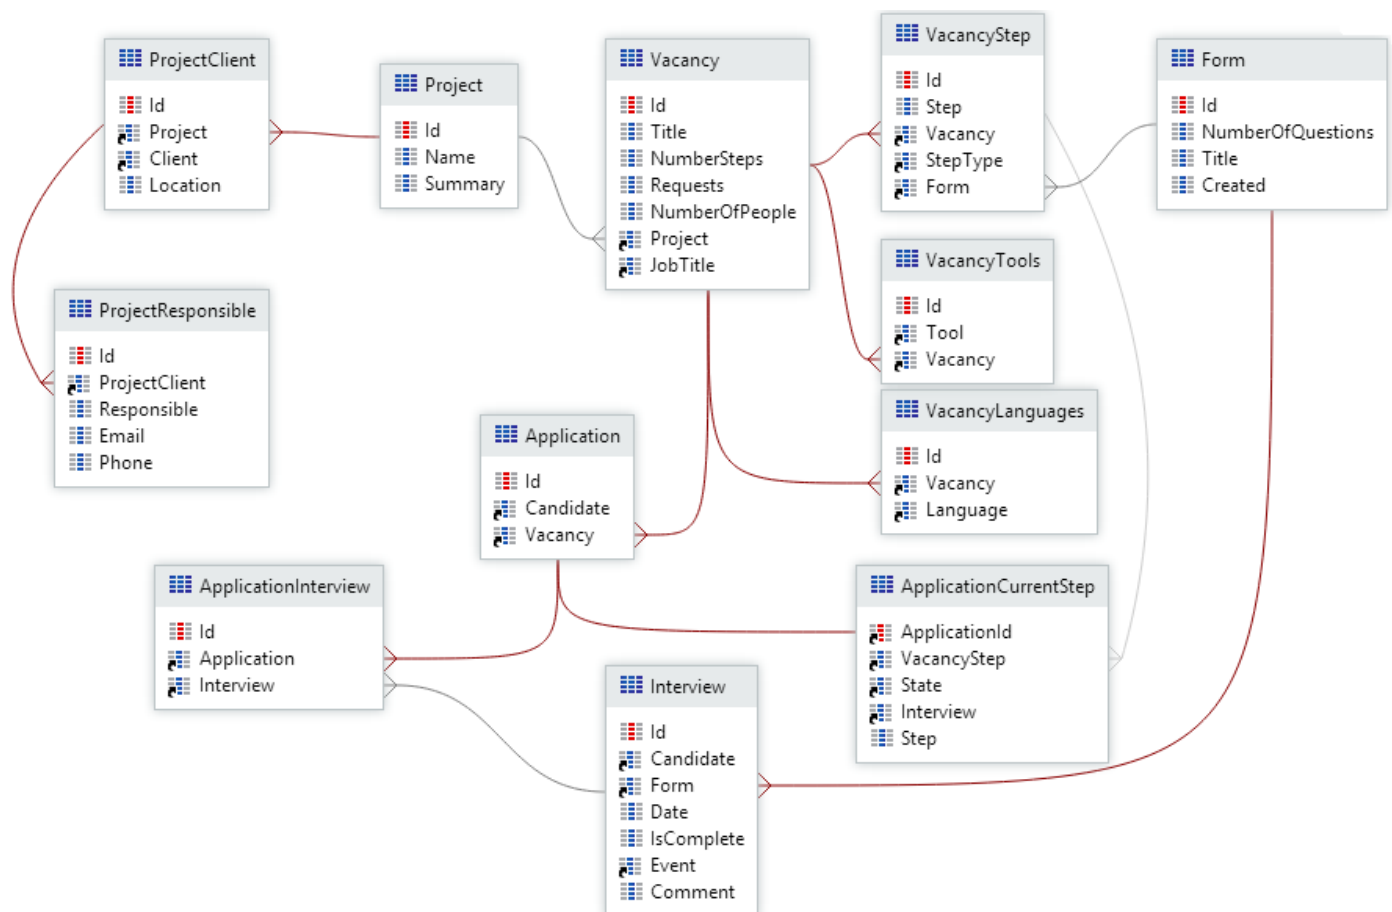 ProjectClient
Id
Project
Client
Location
Project
Id
Name
Summary
Vacancy
Id
Title
NumberSteps
Requests
NumberOfPeople
Project
JobTitle
VacancyStep
Id
Step
Vacancy
StepType
Form
Form
Id
NumberOfQuestions
Title
Created
VacancyTools
Id
Tool
Vacancy
ProjectResponsible
Id
ProjectClient
Responsible
Email
Phone
VacancyLanguages
Id
Vacancy
Language
Application
Id
Candidate
Vacancy
ApplicationInterview
Id
Application
Interview
ApplicationCurrentStep
ApplicationId
VacancyStep
State
Interview
Step
Interview
Id
Candidate
Form
Date
IsComplete
Event
Comment